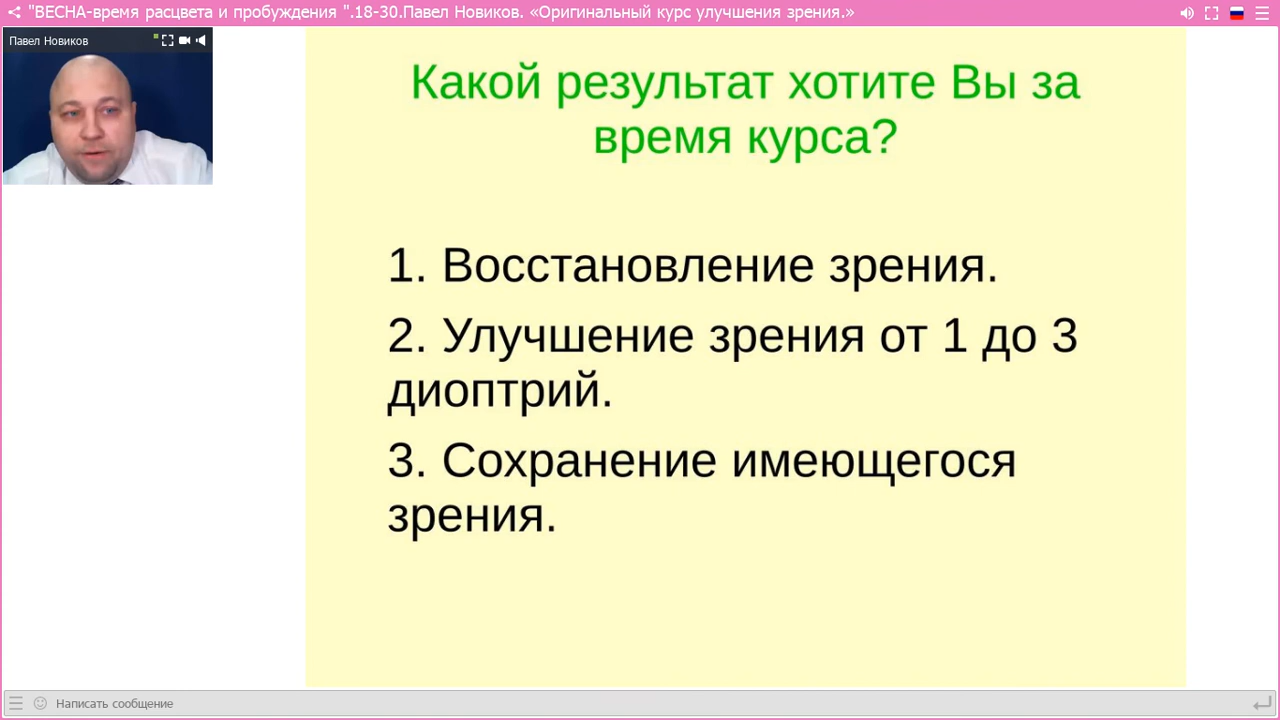 "ВЕСНА-время расцвета и пробуждения ".18-30.Павел Новиков. «Оригинальный курс улучшения зрения.»
Павел Новиков
Какой результат хотите Вы за
время курса?
1. Восстановление зрения.
2. Улучшение зрения от 1 до 3
диоптрий.
3. Сохранение имеющегося
зрения.
Написать сообщение